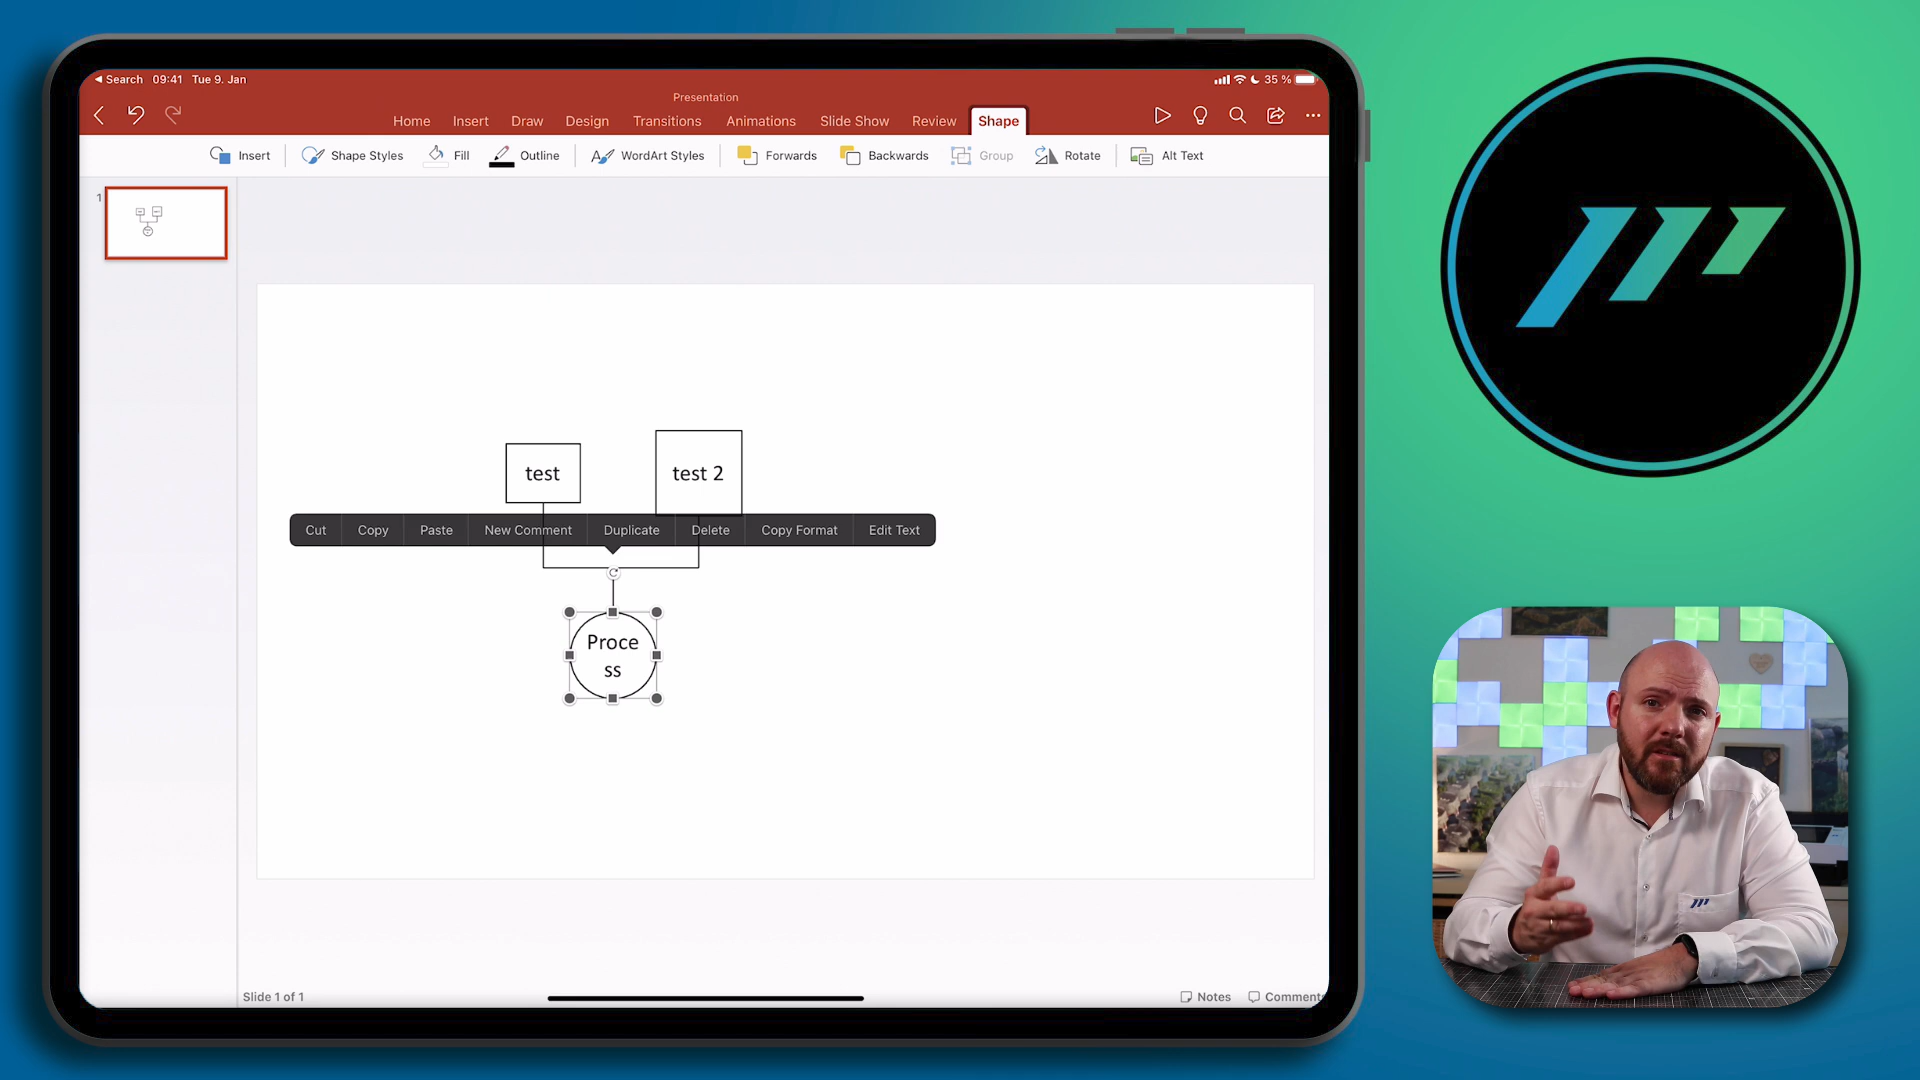 Search 09:41 Tue 9. Jan
35 %
Presentation
Home Insert Draw Design Transitions Animations Slide Show Review Shape
Insert Shape Styles Fill Outline WordArt Styles Forwards Backwards Group Rotate Alt Text
1
test
test 2
Cut Copy Paste New Comment Duplicate Delete Copy Format Edit Text
Proce
ss
Slide 1 of 1
Notes Comments